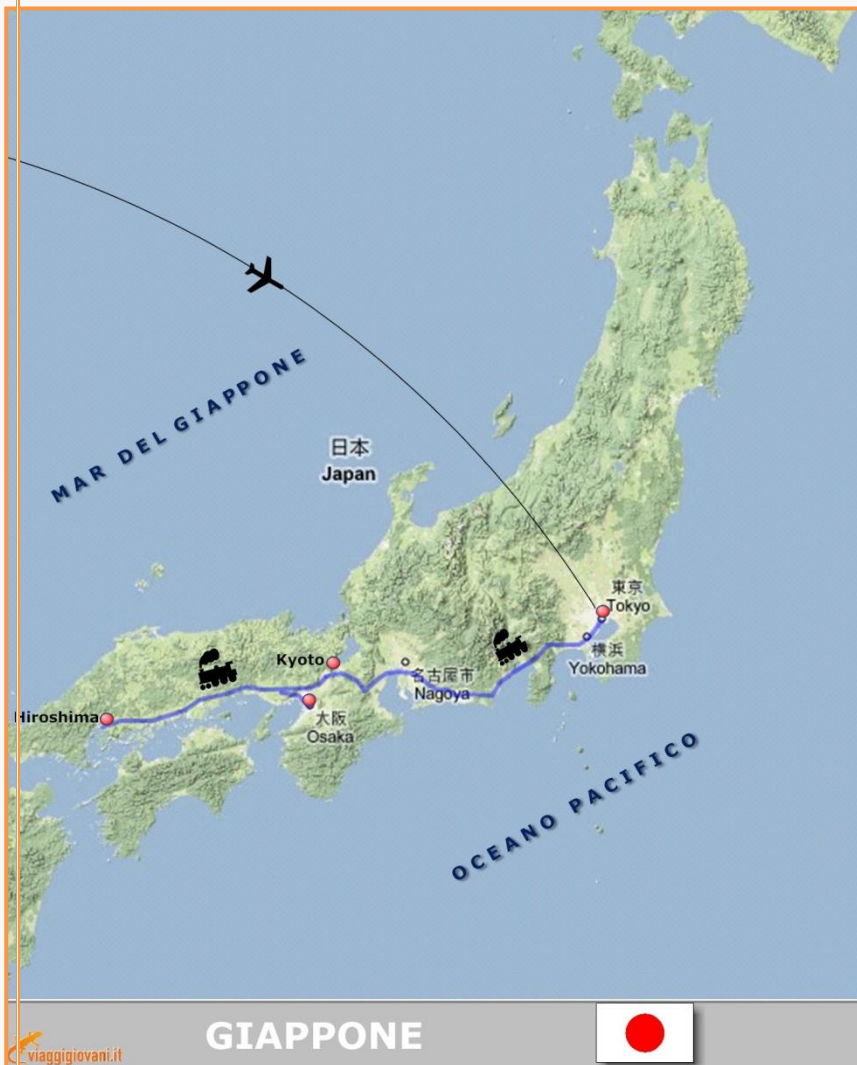 MAR DEL GIAPPONE
日本
Japan
東京
Tokyo
横浜
Yokohama
Kyoto
名古屋市
Nagoya
Hiroshima
大阪
Osaka
OCEANO PACIFICO
GIAPPONE
viaggigiovani.it